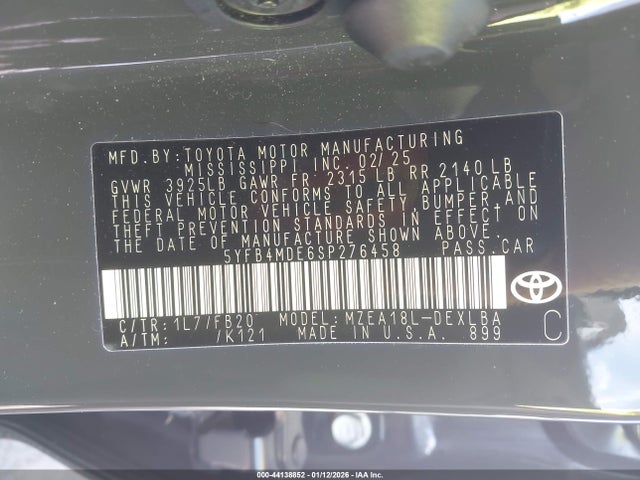 MFD.BY:TOYOTA MOTOR MANUFACTURING
MISSISSIPPI, INC. 02/25
GVWR 3925LB GAWR FR 2315 LB RR 2140 LB
THIS VEHICLE CONFORMS TO ALL APPLICABLE
FEDERAL MOTOR VEHICLE SAFETY, BUMPER, AND
THEFT PREVENTION STANDARDS IN EFFECT ON
THE DATE OF MANUFACTURE SHOWN ABOVE.
5YFB4MDE6SP276458 PASS.CAR
C/TR: 1L7/FB20 MODEL: MZEA18L-DEXLBA
A/TM: /K121 MADE IN U.S.A. 899
C
000-44138852 - 01/12/2026 - IAAC, Inc.